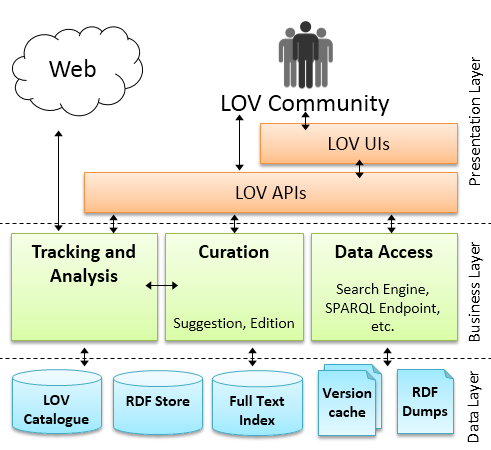 Web
LOV Community
LOV UIs
LOV APIs
Presentation Layer
Tracking and
Analysis
Curation
Suggestion, Edition
Data Access
Search Engine,
SPARQL Endpoint,
etc.
Business Layer
LOV
Catalogue
RDF Store
Full Text
Index
Version
cache
RDF
Dumps
Data Layer